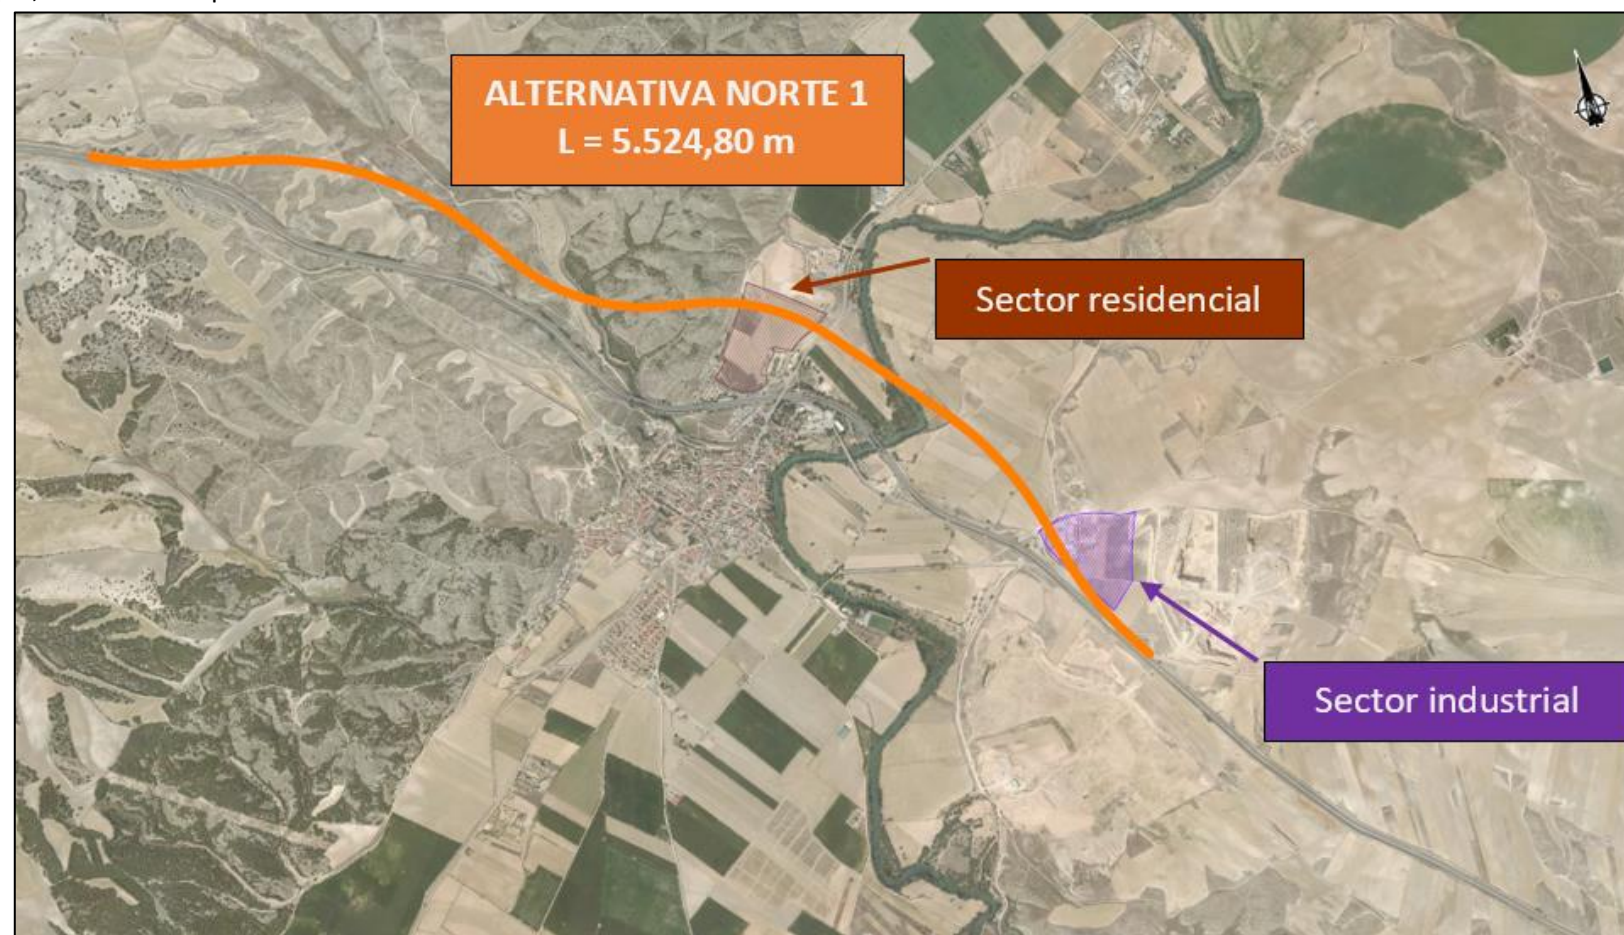 ALTERNATIVA NORTE 1
L = 5.524,80 m
Sector residencial
Sector industrial